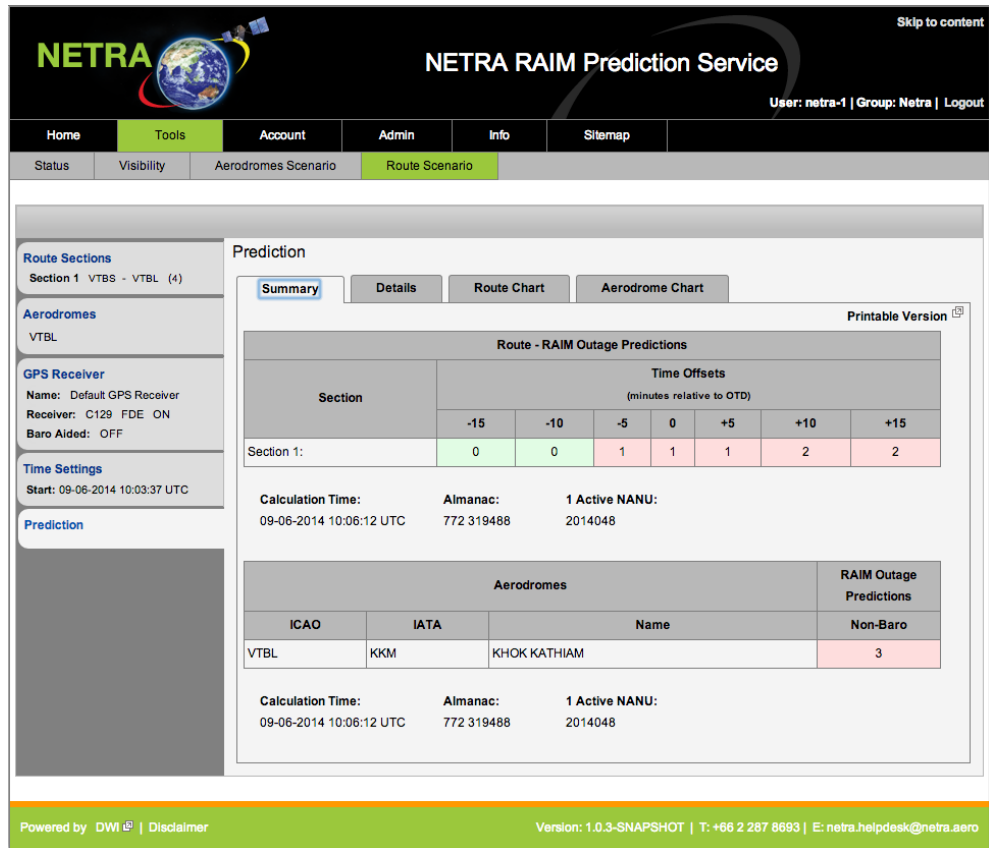 Skip to content
NETRA
NETRA RAIM Prediction Service
User: netra-1 | Group: Netra | Logout
Home Tools Account Admin Info Sitemap
Status Visibility Aerodromes Scenario Route Scenario
Route Sections
Section 1 VTBS - VTBL (4)
Aerodromes
VTBL
GPS Receiver
Name: Default GPS Receiver
Receiver: C129 FDE ON
Baro Aided: OFF
Time Settings
Start: 09-06-2014 10:03:37 UTC
Prediction
Prediction
Summary Details Route Chart Aerodrome Chart
Printable Version
Route - RAIM Outage Predictions
Section
Time Offsets
(minutes relative to OTD)
-15 -10 -5 0 +5 +10 +15
Section 1: 0 0 1 1 1 2 2
Calculation Time: Almanac: 1 Active NANU:
09-06-2014 10:06:12 UTC 772 319488 2014048
Aerodromes
RAIM Outage
Predictions
ICAO IATA Name Non-Baro
VTBL KKM KHOK KATHIAM 3
Calculation Time: Almanac: 1 Active NANU:
09-06-2014 10:06:12 UTC 772 319488 2014048
Powered by DWI | Disclaimer
Version: 1.0.3-SNAPSHOT | T: +66 2 287 8693 | E: netra.helpdesk@netra.aero